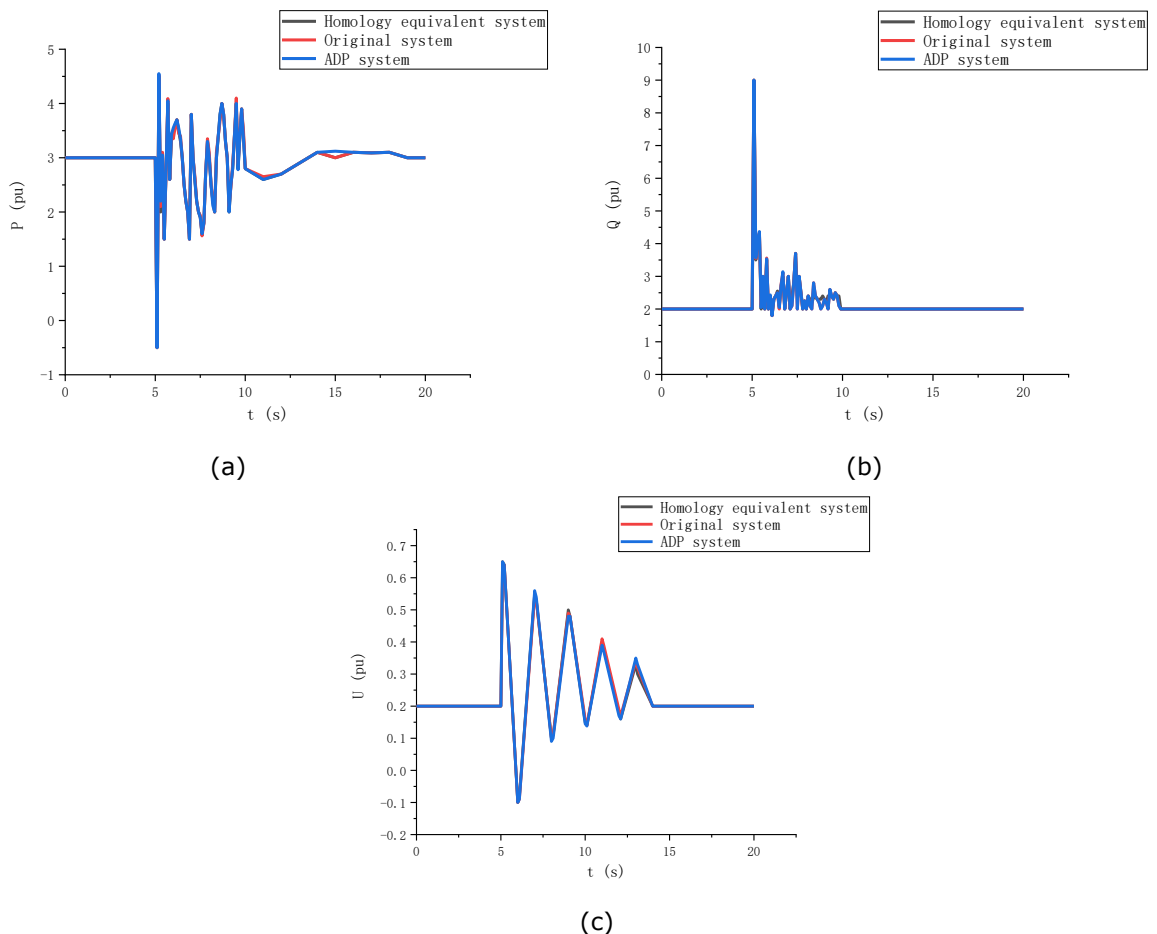 Homology equivalent system
Original system
ADP system
5
4
3
2
1
0
-1
P (pu)
0
5
10
15
20
t (s)
(a)
Homology equivalent system
Original system
ADP system
10
9
8
7
6
5
4
3
2
1
0
Q (pu)
0
5
10
15
20
t (s)
(b)
Homology equivalent system
Original system
ADP system
0.7
0.6
0.5
0.4
0.3
0.2
0.1
0.0
-0.1
-0.2
U (pu)
0
5
10
15
20
t (s)
(c)